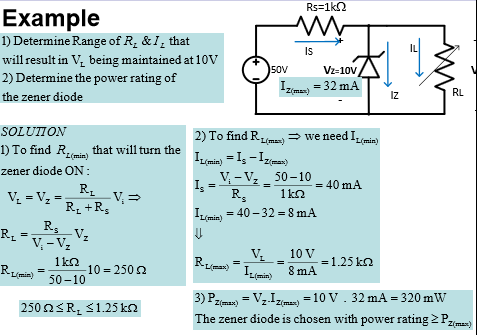 Example
1) Determine Range of R_L & I_L that
will result in V_L being maintained at 10V
2) Determine the power rating of
the zener diode
Rs=1kΩ
Is
IL
50V
Vz=10V
I_Z(max) = 32 mA
Iz
RL
V
+
-
SOLUTION
1) To find R_L(min) that will turn the
zener diode ON :
V_L = V_Z = R_L / (R_L + R_S) V_i ⇒
R_L = R_S / (V_i - V_Z) V_Z
R_L(min) = 1kΩ / (50-10) 10 = 250 Ω
250 Ω ≤ R_L ≤ 1.25 kΩ
2) To find R_L(max) ⇒ we need I_L(min)
I_L(min) = I_S - I_Z(max)
I_S = (V_i - V_Z) / R_S = (50-10) / 1kΩ = 40 mA
I_L(min) = 40 - 32 = 8 mA
⇓
R_L(max) = V_L / I_L(min) = 10 V / 8 mA = 1.25 kΩ
3) P_Z(max) = V_Z.I_Z(max) = 10 V . 32 mA = 320 mW
The zener diode is chosen with power rating ≥ P_Z(max)